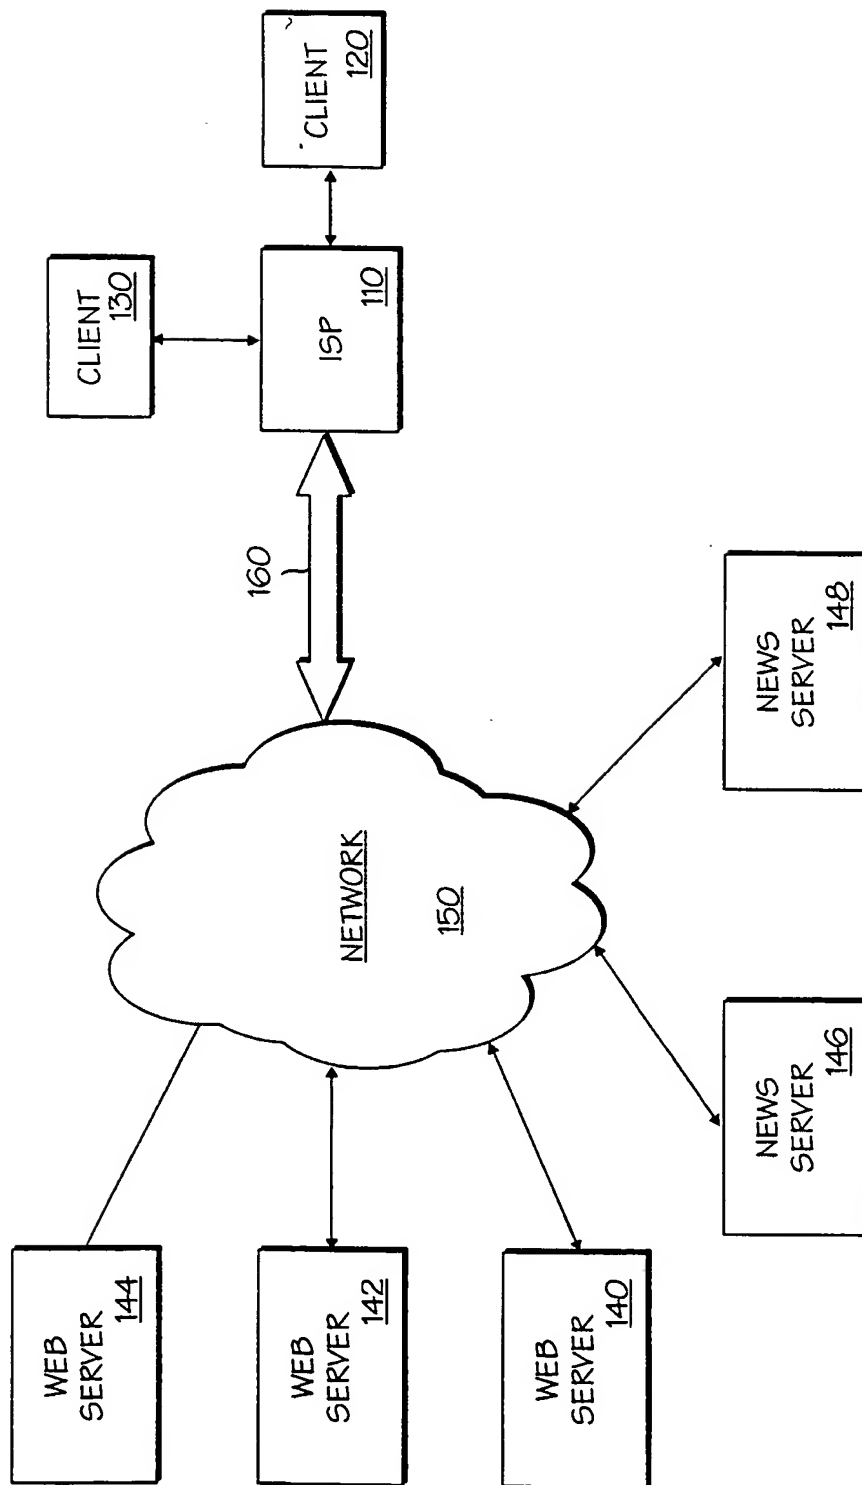 WEB
SERVER
144
WEB
SERVER
142
WEB
SERVER
140
NETWORK
150
160
CLIENT
130
ISP
110
CLIENT
120
NEWS
SERVER
146
NEWS
SERVER
148